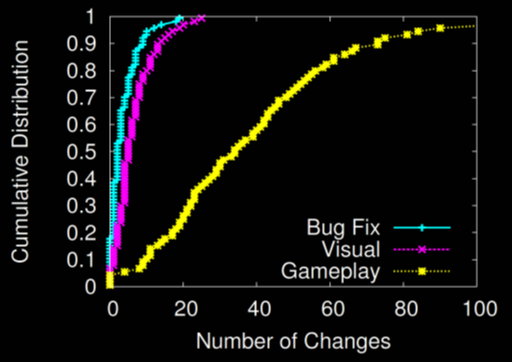 1
0.9
0.8
0.7
0.6
0.5
0.4
0.3
0.2
0.1
0
Cumulative Distribution
Bug Fix
Visual
Gameplay
0 20 40 60 80 100
Number of Changes